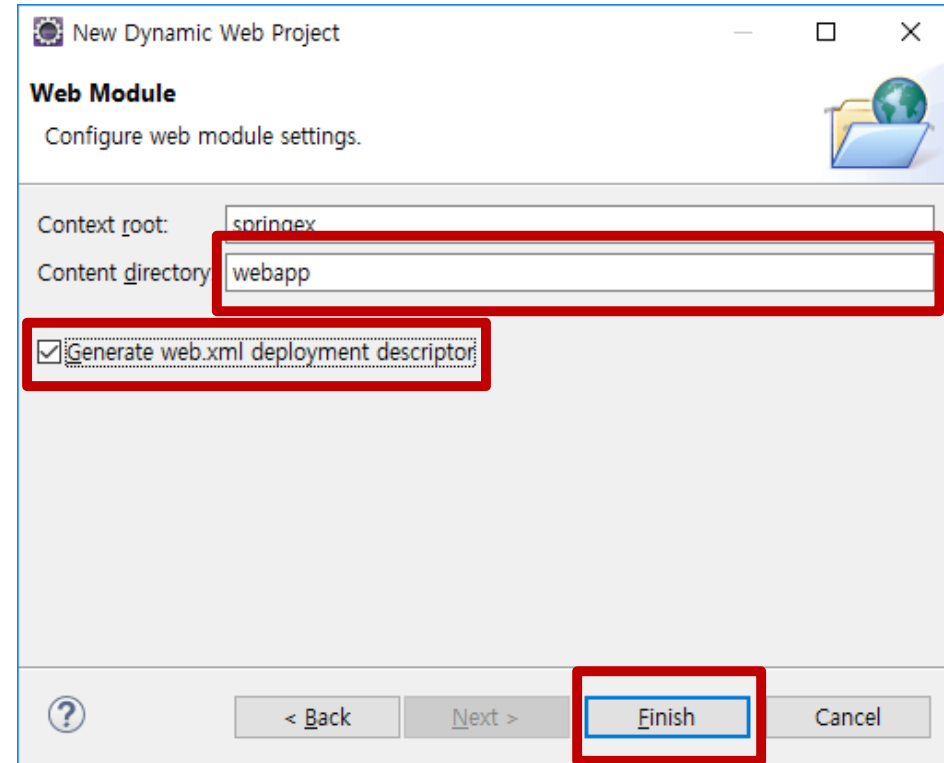 New Dynamic Web Project
Web Module
Configure web module settings.
Context root: springex
Content directory: webapp
Generate web.xml deployment descriptor
? < Back Next > Finish Cancel